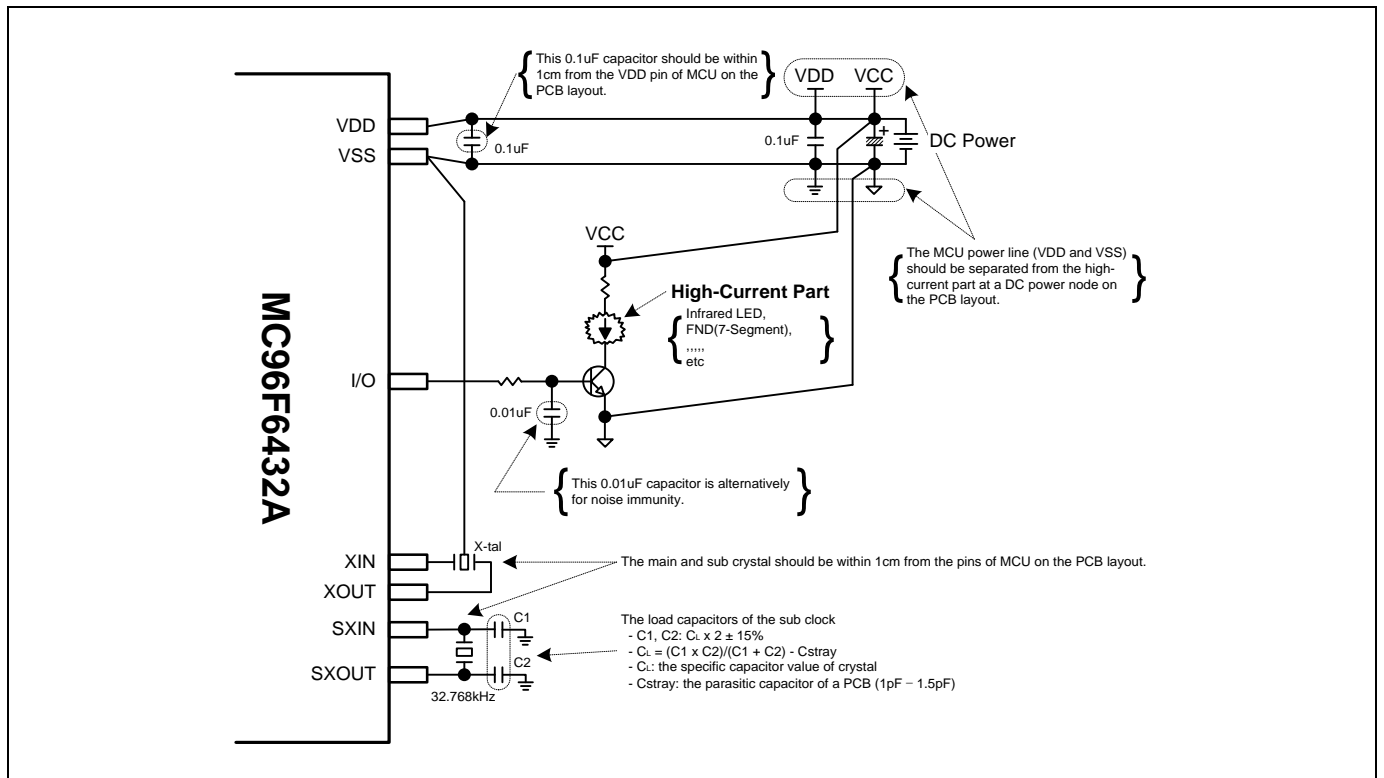 This 0.1uF capacitor should be within
1cm from the VDD pin of MCU on the
PCB layout.
VDD VCC
VDD
VSS
0.1uF
0.1uF
+
DC Power
VCC
The MCU power line (VDD and VSS)
should be separated from the high-
current part at a DC power node on
the PCB layout.
High-Current Part
Infrared LED,
FND(7-Segment),
,,,,,
etc
MC96F6432A
I/O
0.01uF
This 0.01uF capacitor is alternatively
for noise immunity.
X-tal
XIN
XOUT
The main and sub crystal should be within 1cm from the pins of MCU on the PCB layout.
SXIN
SXOUT
C1
C2
32.768kHz
The load capacitors of the sub clock
- C1, C2: CL x 2 ± 15%
- CL = (C1 x C2)/(C1 + C2) - Cstray
- CL: the specific capacitor value of crystal
- Cstray: the parasitic capacitor of a PCB (1pF – 1.5pF)